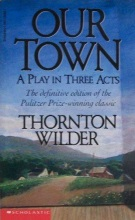 OUR
TOWN
A PLAY IN THREE ACTS
The definitive edition of the
Pulitzer Prize-winning classic
THORNTON
WILDER
SCHOLASTIC